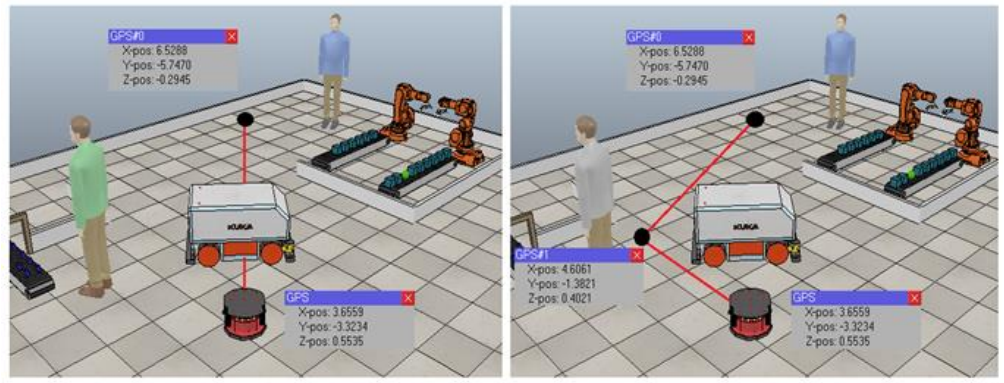 GPS#0
X-pos: 6.5288
Y-pos: -5.7470
Z-pos: -0.2945
KUKA
GPS
X-pos: 3.6559
Y-pos: -3.3234
Z-pos: 0.5535
GPS#0
X-pos: 6.5288
Y-pos: -5.7470
Z-pos: -0.2945
KUKA
GPS#1
X-pos: 4.6061
Y-pos: -1.3821
Z-pos: 0.4021
GPS
X-pos: 3.6559
Y-pos: -3.3234
Z-pos: 0.5535